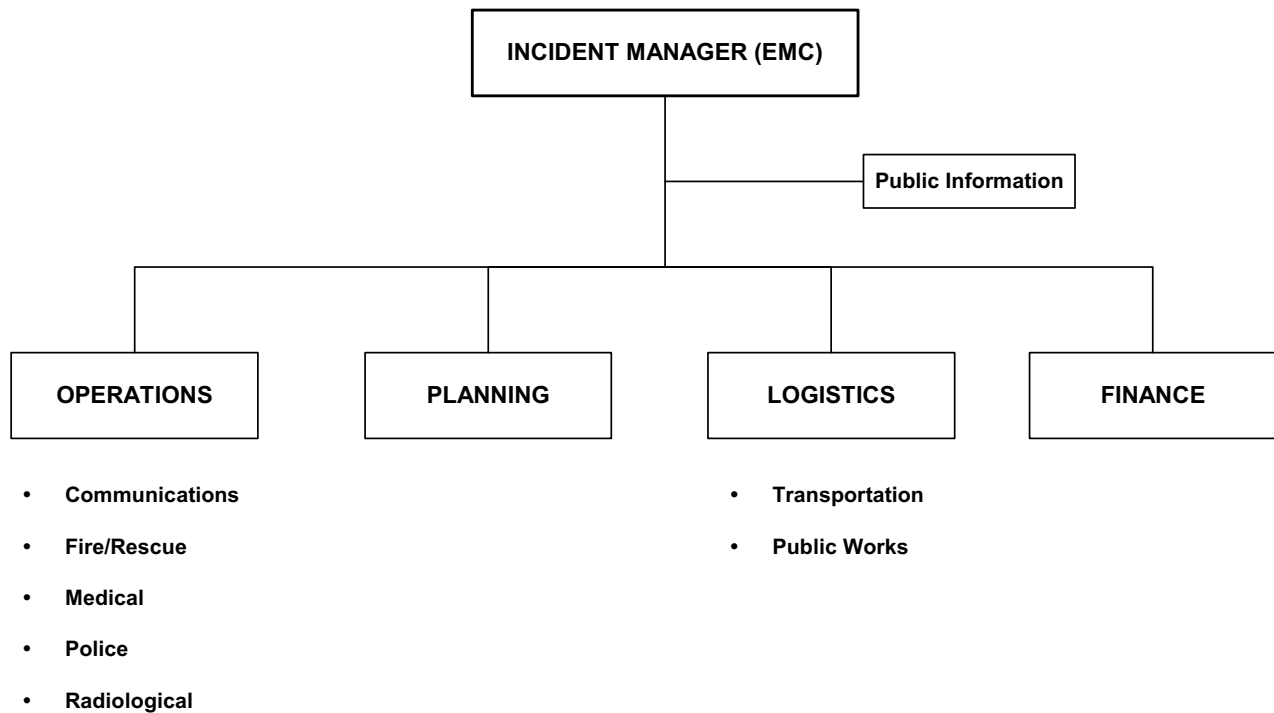 INCIDENT MANAGER (EMC)
Public Information
OPERATIONS
PLANNING
LOGISTICS
FINANCE
• Communications
• Fire/Rescue
• Medical
• Police
• Radiological
• Transportation
• Public Works